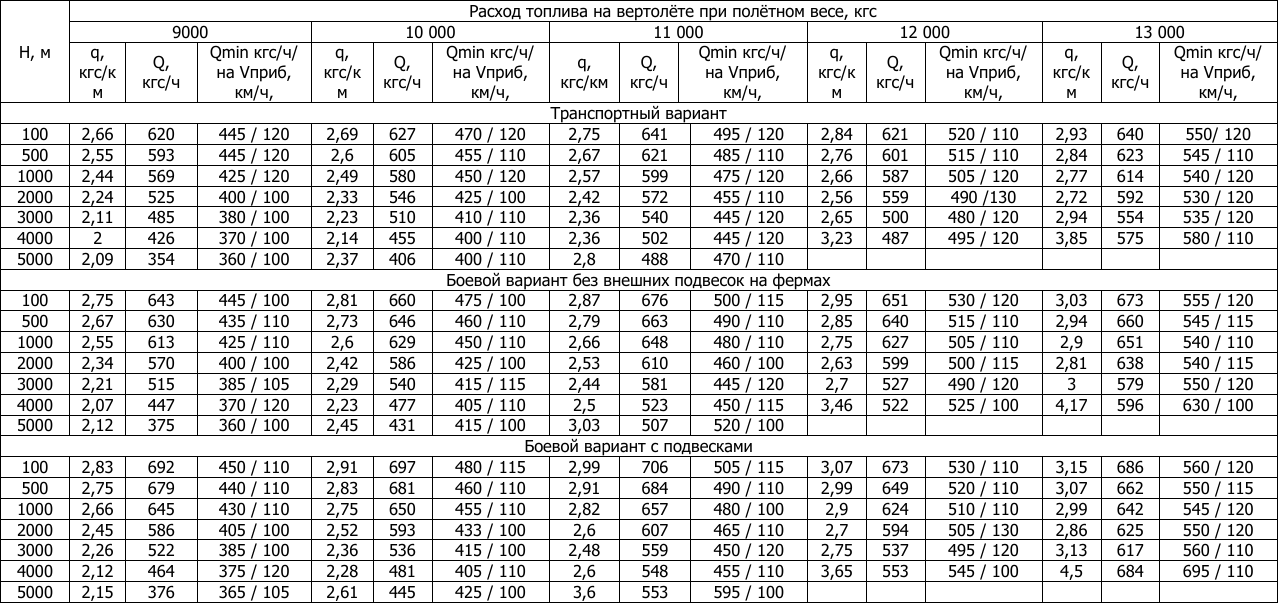 Расход топлива на вертолёте при полётном весе, кгс
Н, м 9000 10 000 11 000 12 000 13 000
q, кгс/к м Q, кгс/ч Qmin кгс/ч/ на Vприб, км/ч, q, кгс/к м Q, кгс/ч Qmin кгс/ч/ на Vприб, км/ч, q, кгс/км Q, кгс/ч Qmin кгс/ч/ на Vприб, км/ч, q, кгс/к м Q, кгс/ч Qmin кгс/ч/ на Vприб, км/ч, q, кгс/к м Q, кгс/ч Qmin кгс/ч/ на Vприб, км/ч,
Транспортный вариант
100 2,66 620 445 / 120 2,69 627 470 / 120 2,75 641 495 / 120 2,84 621 520 / 110 2,93 640 550/ 120
500 2,55 593 445 / 120 2,6 605 455 / 110 2,67 621 485 / 110 2,76 601 515 / 110 2,84 623 545 / 110
1000 2,44 569 425 / 120 2,49 580 450 / 120 2,57 599 475 / 120 2,66 587 505 / 120 2,77 614 540 / 120
2000 2,24 525 400 / 100 2,33 546 425 / 100 2,42 572 455 / 110 2,56 559 490 /130 2,72 592 530 / 120
3000 2,11 485 380 / 100 2,23 510 410 / 110 2,36 540 445 / 120 2,65 500 480 / 120 2,94 554 535 / 120
4000 2 426 370 / 100 2,14 455 400 / 110 2,36 502 445 / 120 3,23 487 495 / 120 3,85 575 580 / 110
5000 2,09 354 360 / 100 2,37 406 400 / 110 2,8 488 470 / 110
Боевой вариант без внешних подвесок на фермах
100 2,75 643 445 / 100 2,81 660 475 / 100 2,87 676 500 / 115 2,95 651 530 / 120 3,03 673 555 / 120
500 2,67 630 435 / 110 2,73 646 460 / 110 2,79 663 490 / 110 2,85 640 515 / 110 2,94 660 545 / 115
1000 2,55 613 425 / 110 2,6 629 450 / 110 2,66 648 480 / 110 2,75 627 505 / 110 2,9 651 540 / 110
2000 2,34 570 400 / 100 2,42 586 425 / 100 2,53 610 460 / 100 2,63 599 500 / 115 2,81 638 540 / 115
3000 2,21 515 385 / 105 2,29 540 415 / 115 2,44 581 445 / 120 2,7 527 490 / 120 3 579 550 / 120
4000 2,07 447 370 / 120 2,23 477 405 / 110 2,5 523 450 / 115 3,46 522 525 / 100 4,17 596 630 / 100
5000 2,12 375 360 / 100 2,45 431 415 / 100 3,03 507 520 / 100
Боевой вариант с подвесками
100 2,83 692 450 / 110 2,91 697 480 / 115 2,99 706 505 / 115 3,07 673 530 / 110 3,15 686 560 / 120
500 2,75 679 440 / 110 2,83 681 460 / 110 2,91 684 490 / 110 2,99 649 520 / 110 3,07 662 550 / 115
1000 2,66 645 430 / 110 2,75 650 455 / 110 2,82 657 480 / 100 2,9 624 510 / 110 2,99 642 545 / 120
2000 2,45 586 405 / 100 2,52 593 433 / 100 2,6 607 465 / 110 2,7 594 505 / 130 2,86 625 550 / 120
3000 2,26 522 385 / 100 2,36 536 415 / 100 2,48 559 450 / 120 2,75 537 495 / 120 3,13 617 560 / 110
4000 2,12 464 375 / 120 2,28 481 405 / 110 2,6 548 455 / 110 3,65 553 545 / 100 4,5 684 695 / 110
5000 2,15 376 365 / 105 2,61 445 425 / 100 3,6 553 595 / 100